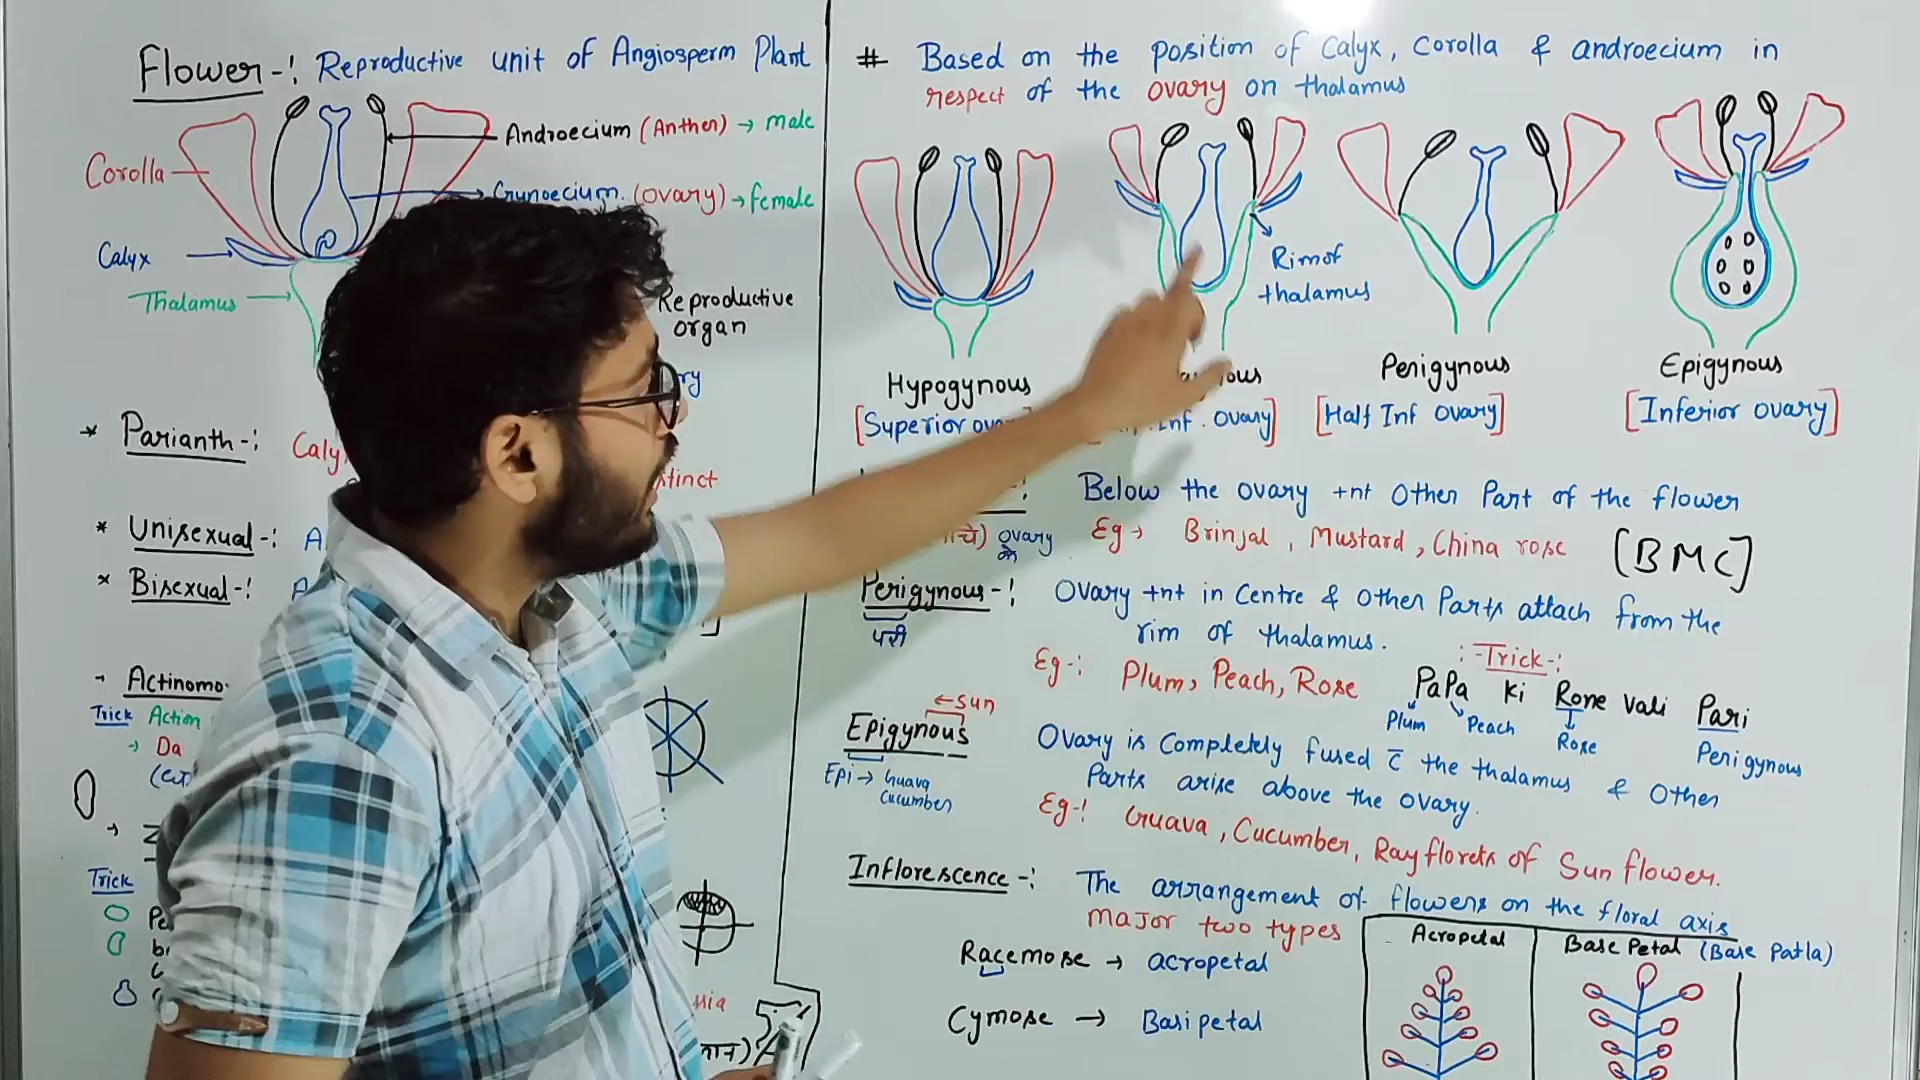 Flower -: Reproductive unit of Angiosperm Plant
Androecium (Anther) → male
Corolla
Gynoecium (ovary) → female
Calyx
Thalamus
Reproductive
organ
ry
* Parianth -:
Caly
stinct
* Unisexual -: A
* Bisexual -: A
- Actinomo
Trick Action
→ Da
Trick
# Based on the position of Calyx, Corolla & androecium in
respect of the ovary on thalamus
Rim of
thalamus
Hypogynous
ous
Perigynous
Epigynous
[Superior ov
Inf. Ovary]
[Half Inf Ovary]
[Inferior ovary]
Below the ovary +nt Other Part of the flower
ovary
के
Eg → Brinjal, Mustard, China rose [BMC]
Perigynous -: Ovary +nt in Centre & other Parts attach from the
परी
rim of thalamus.
: -Trick-:
Eg -: Plum, Peach, Rose
PaPa ki Rone vali Pari
Plum Peach Rose Perigynous
← Sun
Epigynous
Epi → Guava
Cucumber
Ovary is Completely fused c̄ the thalamus & Other
Parts arise above the ovary.
Eg -! Guava, Cucumber, Ray florets of Sunflower.
Inflorescence -: The arrangement of flowers on the floral axis
major two types
Racemose → acropetal
Cymose → Basipetal
Acropetal
Base Petal (Base Patla)